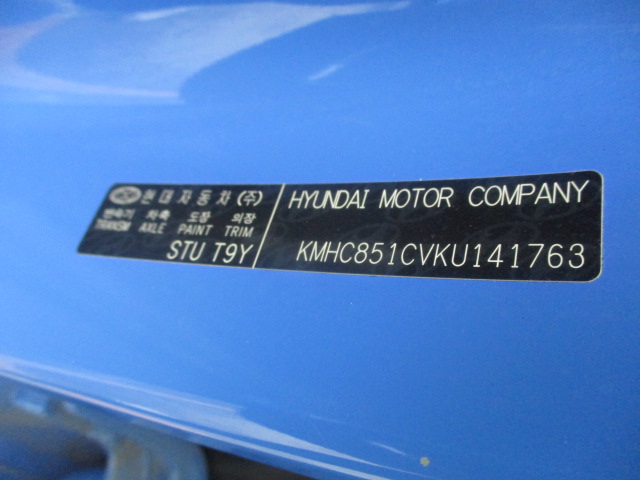 현대자동차(주)
변속기 차축 도장 의장
TRANSM AXLE PAINT TRIM
STU T9Y
HYUNDAI MOTOR COMPANY
KMHC851CVKU141763